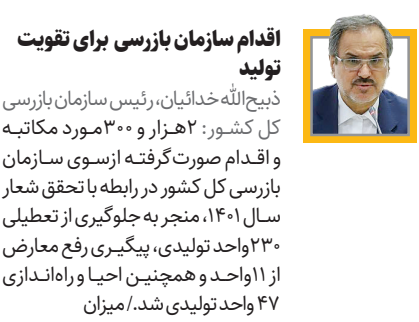 اقدام سازمان بازرسی برای تقویت
تولید
ذبیح‌الله خدائیان، رئیس سازمان بازرسی
کل کشور: ۲هزار و ۳۰۰مورد مکاتبه
و اقدام صورت‌گرفته ازسوی سازمان
بازرسی کل کشور در رابطه با تحقق شعار
سال۱۴۰۱، منجر به جلوگیری از تعطیلی
۲۳۰واحد تولیدی، پیگیری رفع معارض
از ۱۱واحد و همچنین احیا و راه‌اندازی
۴۷ واحد تولیدی شد./ میزان